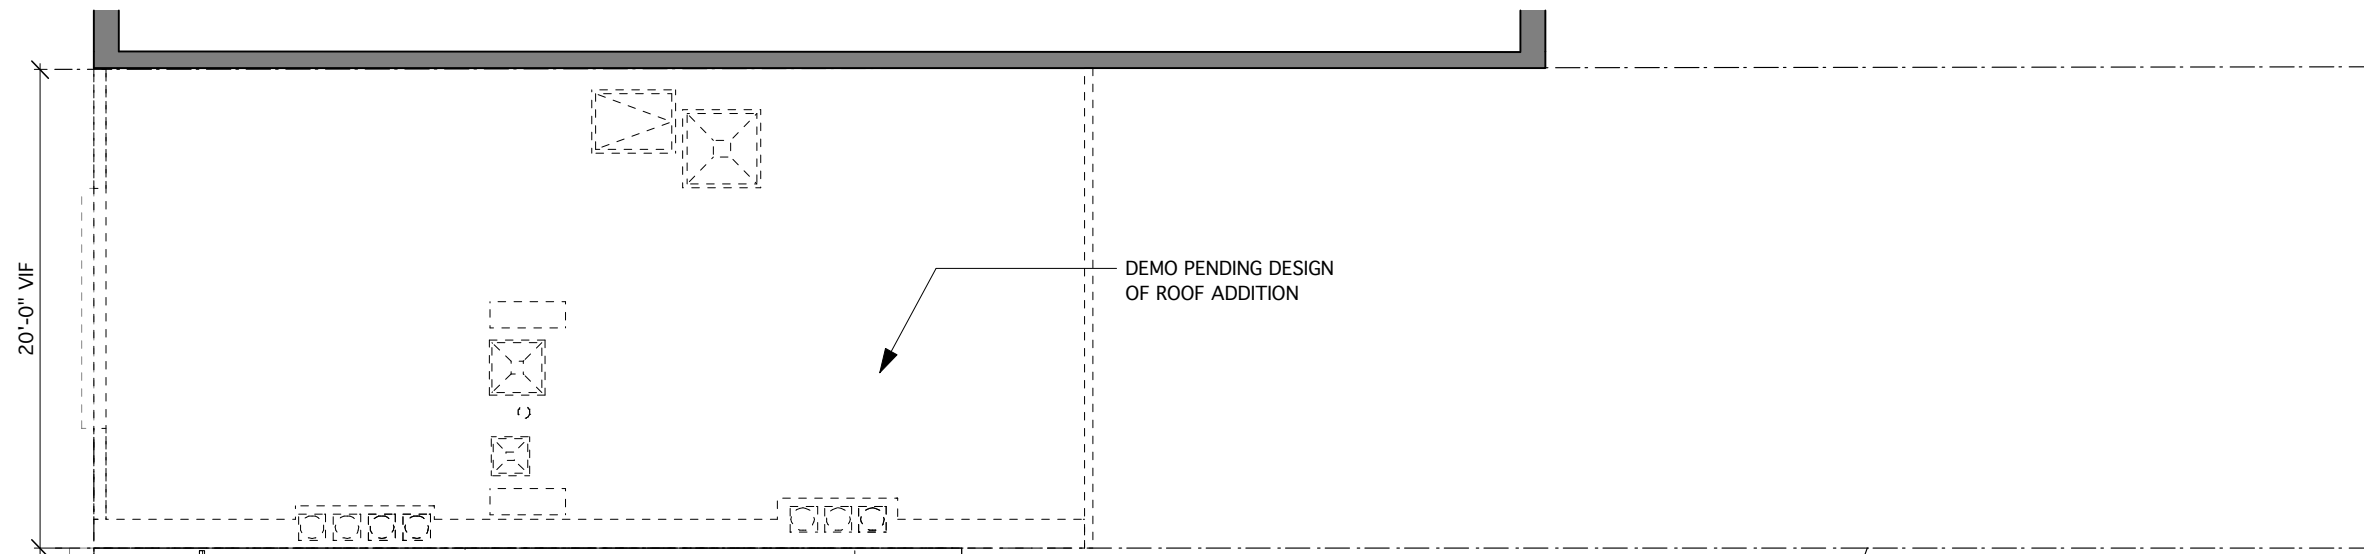 20'-0" VIF
DEMO PENDING DESIGN
OF ROOF ADDITION